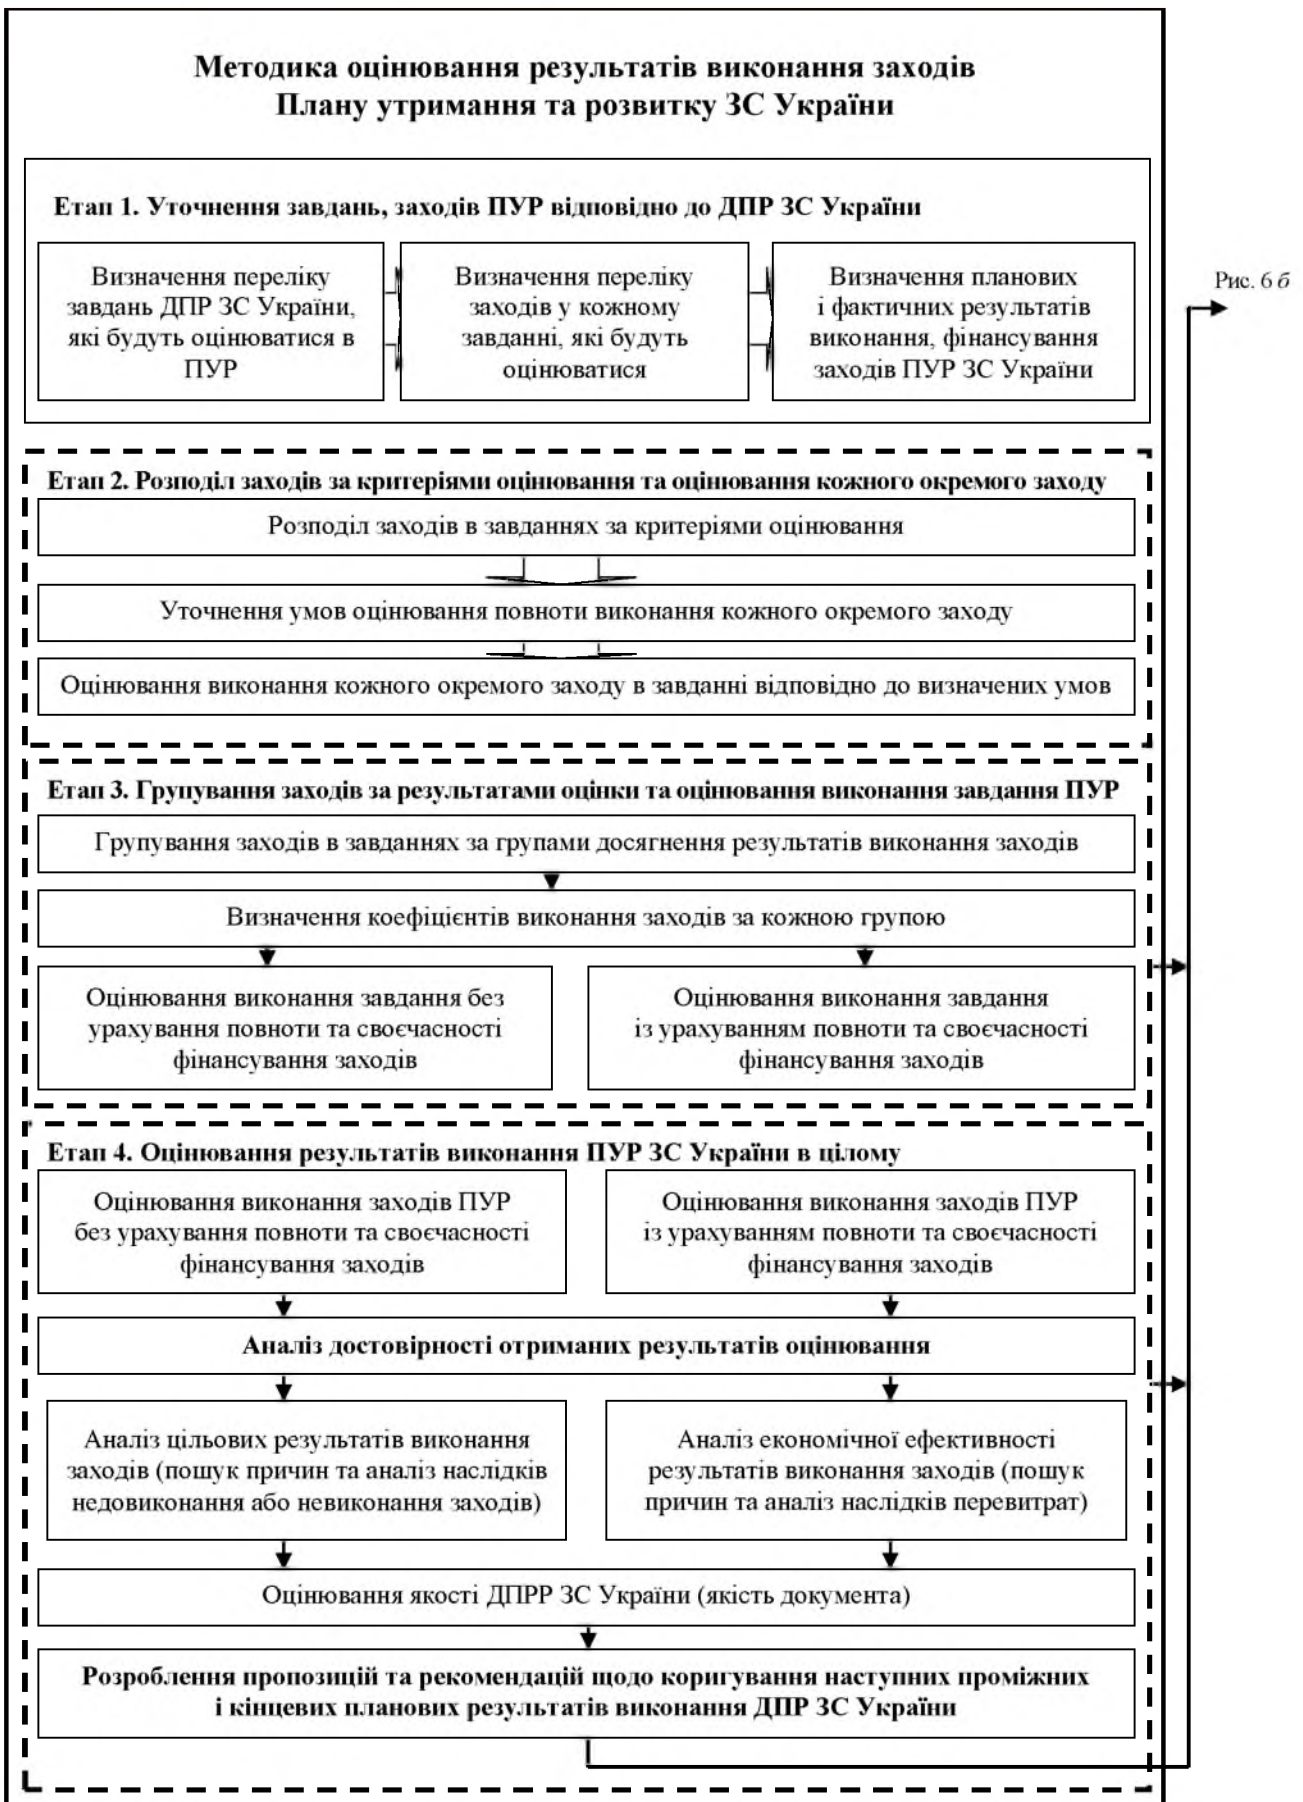 Методика оцінювання результатів виконання заходів
Плану утримання та розвитку ЗС України
Етап 1. Уточнення завдань, заходів ПУР відповідно до ДПР ЗС України
Визначення переліку
завдань ДПР ЗС України,
які будуть оцінюватися в
ПУР
Визначення переліку
заходів у кожному
завданні, які будуть
оцінюватися
Визначення планових
і фактичних результатів
виконання, фінансування
заходів ПУР ЗС України
Рис. 6 б
Етап 2. Розподіл заходів за критеріями оцінювання та оцінювання кожного окремого заходу
Розподіл заходів в завданнях за критеріями оцінювання
Уточнення умов оцінювання повноти виконання кожного окремого заходу
Оцінювання виконання кожного окремого заходу в завданні відповідно до визначених умов
Етап 3. Групування заходів за результатами оцінки та оцінювання виконання завдання ПУР
Групування заходів в завданнях за групами досягнення результатів виконання заходів
Визначення коефіцієнтів виконання заходів за кожною групою
Оцінювання виконання завдання без
урахування повноти та своєчасності
фінансування заходів
Оцінювання виконання завдання
із урахуванням повноти та своєчасності
фінансування заходів
Етап 4. Оцінювання результатів виконання ПУР ЗС України в цілому
Оцінювання виконання заходів ПУР
без урахування повноти та своєчасності
фінансування заходів
Оцінювання виконання заходів ПУР
із урахуванням повноти та своєчасності
фінансування заходів
Аналіз достовірності отриманих результатів оцінювання
Аналіз цільових результатів виконання
заходів (пошук причин та аналіз наслідків
недовиконання або невиконання заходів)
Аналіз економічної ефективності
результатів виконання заходів (пошук
причин та аналіз наслідків перевитрат)
Оцінювання якості ДПРР ЗС України (якість документа)
Розроблення пропозицій та рекомендацій щодо коригування наступних проміжних
і кінцевих планових результатів виконання ДПР ЗС України